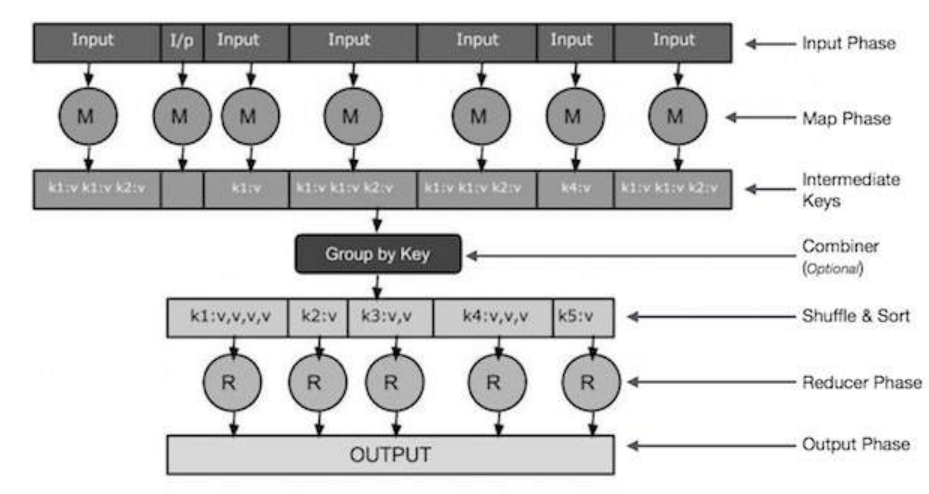 Input I/p Input Input Input Input Input
Input Phase
M M M M M M M
Map Phase
k1:v k1:v k2:v k1:v k1:v k1:v k2:v k1:v k1:v k2:v k4:v k1:v k1:v k2:v
Intermediate
Keys
Group by Key
Combiner
(Optional)
k1:v,v,v,v k2:v k3:v,v k4:v,v,v k5:v
Shuffle & Sort
R R R R R
Reducer Phase
OUTPUT
Output Phase